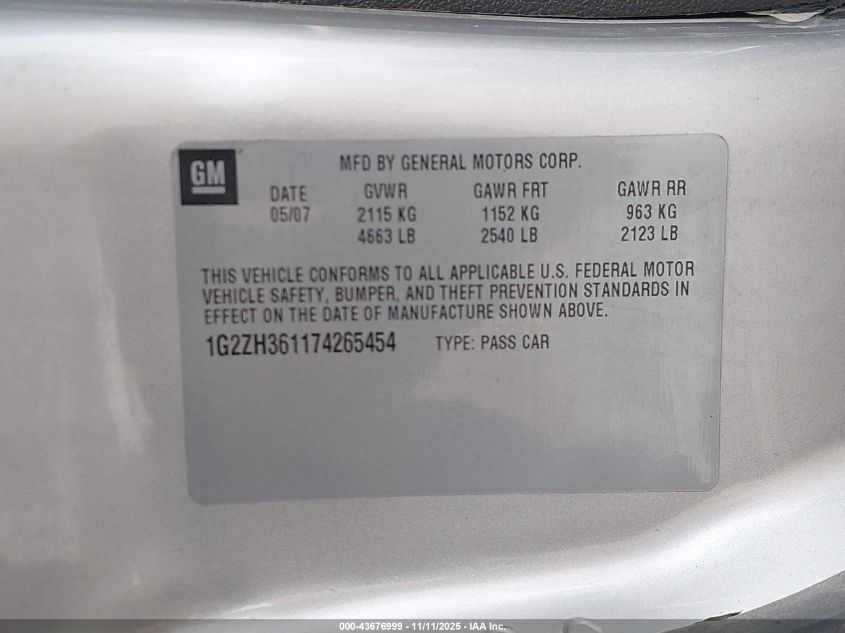 GM
MFD BY GENERAL MOTORS CORP.
DATE GVWR GAWR FRT GAWR RR
05/07 2115 KG 1152 KG 963 KG
4663 LB 2540 LB 2123 LB
THIS VEHICLE CONFORMS TO ALL APPLICABLE U.S. FEDERAL MOTOR
VEHICLE SAFETY, BUMPER, AND THEFT PREVENTION STANDARDS IN
EFFECT ON THE DATE OF MANUFACTURE SHOWN ABOVE.
1G2ZH361174265454 TYPE: PASS CAR
000-43676999 - 11/11/2025 - IAA Inc.